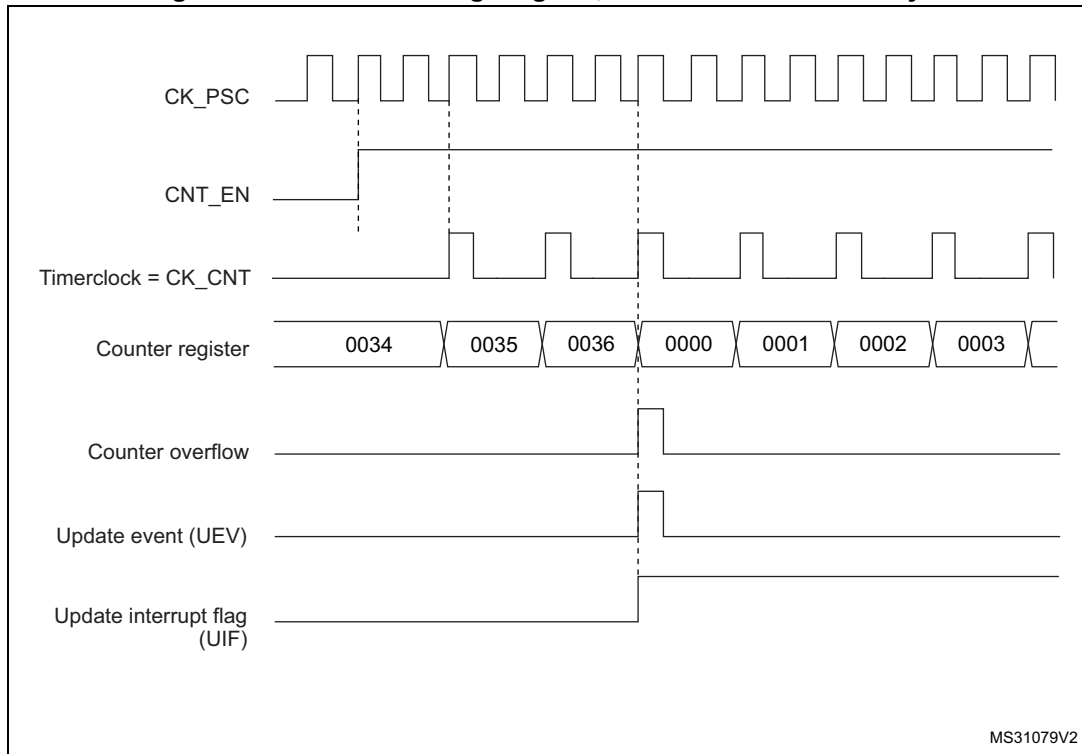 CK_PSC
CNT_EN
Timerclock = CK_CNT
Counter register
0034 0035 0036 0000 0001 0002 0003
Counter overflow
Update event (UEV)
Update interrupt flag
(UIF)
MS31079V2